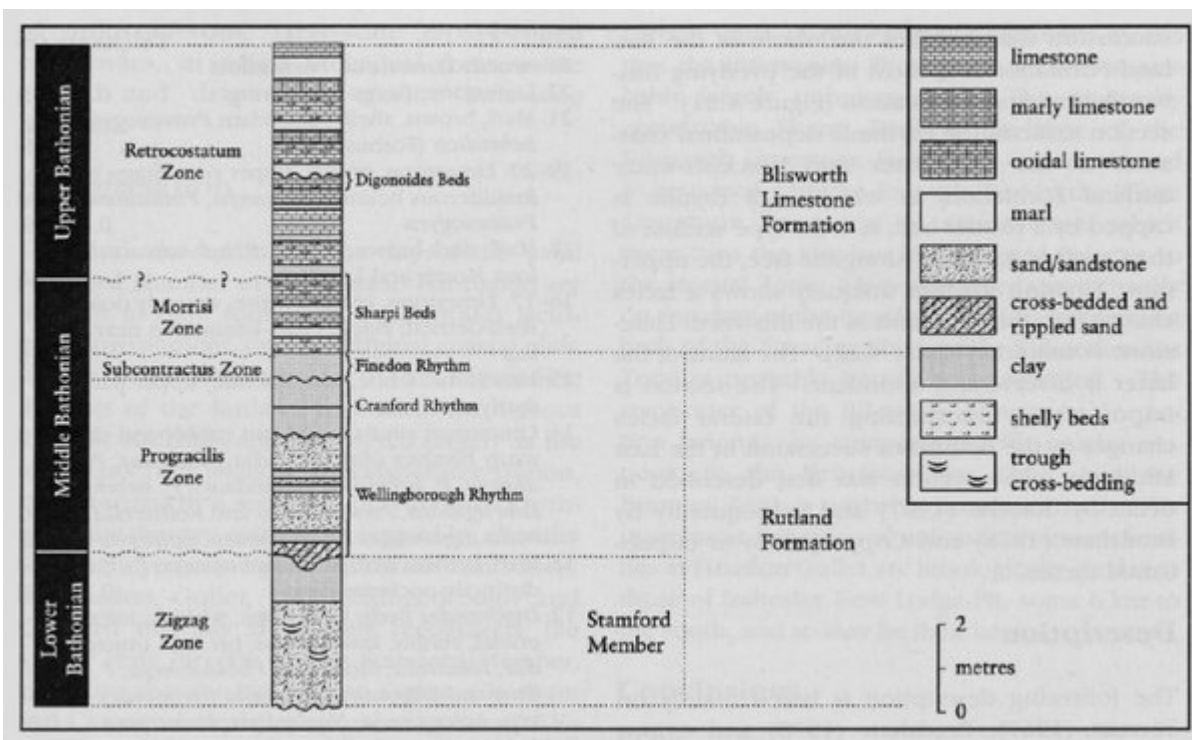 Upper Bathonian
Middle Bathonian
Lower
Bathonian
Retrocostatum
Zone
?
?
Morrisi
Zone
Subcontractus Zone
Progracilis
Zone
Zigzag
Zone
Digonoides Beds
Sharpi Beds
Finedon Rhythm
Cranford Rhythm
Wellingborough Rhythm
Stamford
Member
Blisworth
Limestone
Formation
Rutland
Formation
limestone
marly limestone
ooidal limestone
marl
sand/sandstone
cross-bedded and
rippled sand
clay
shelly beds
trough
cross-bedding
2
metres
0